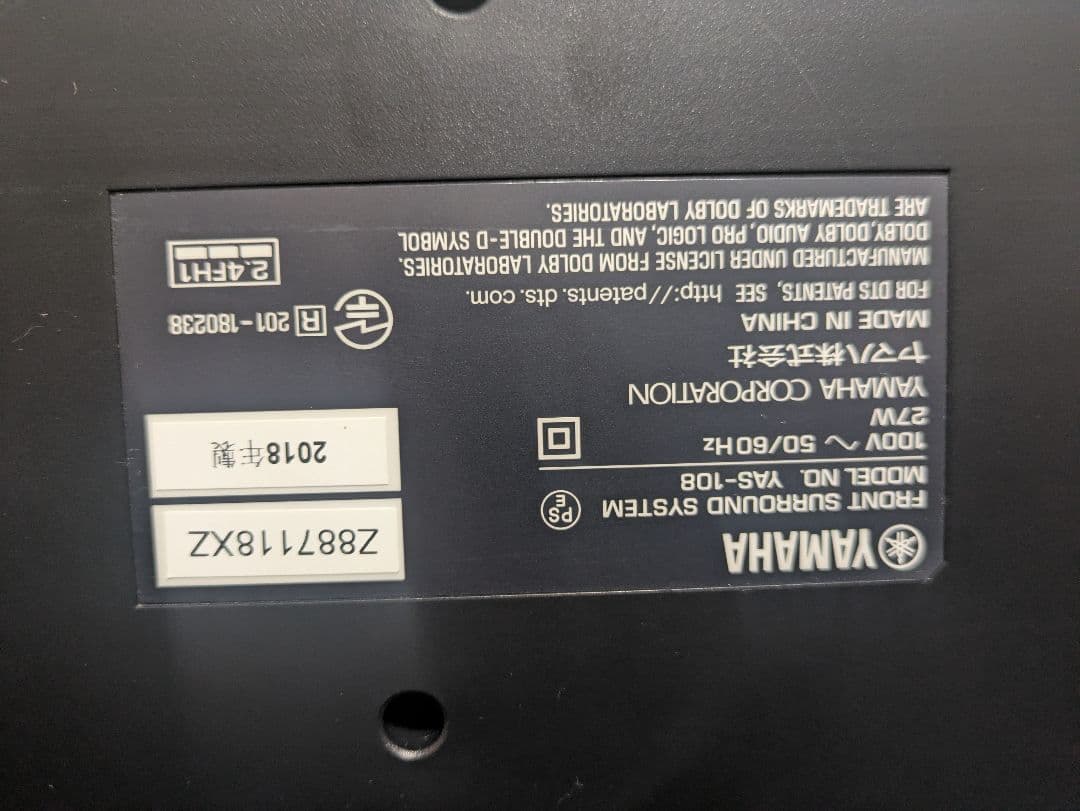 YAMAHA
FRONT SURROUND SYSTEM
MODEL NO. YAS-108
PS
E
100V ~ 50/60Hz
27W
YAMAHA CORPORATION
ヤマハ株式会社
MADE IN CHINA
FOR DTS PATENTS, SEE http://patents.dts.com.
MANUFACTURED UNDER LICENSE FROM DOLBY LABORATORIES.
DOLBY, DOLBY AUDIO, PRO LOGIC, AND THE DOUBLE-D SYMBOL
ARE TRADEMARKS OF DOLBY LABORATORIES.
Z887118XZ
2018年製
R 201-180238
2.4FH1